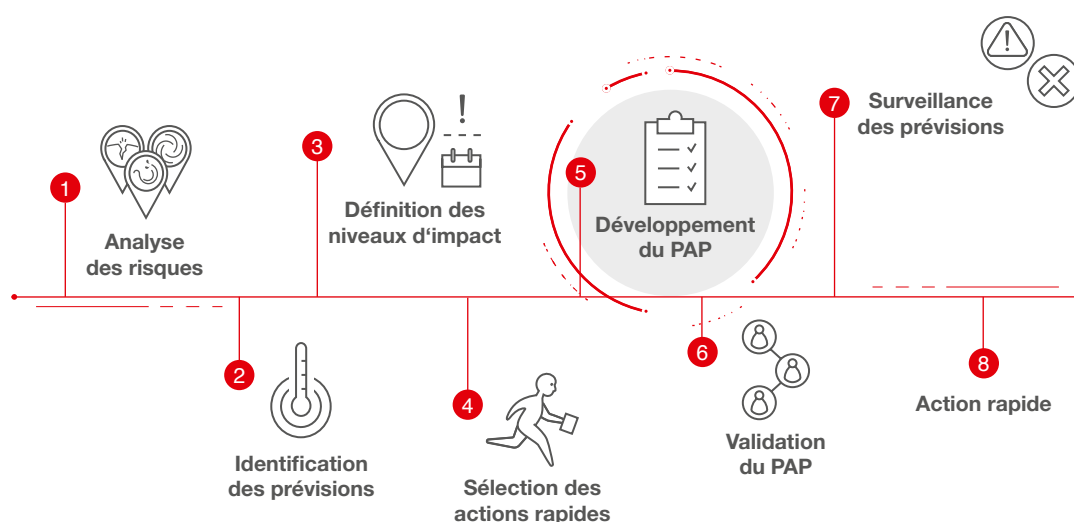 1
Analyse
des risques
2
Identification
des prévisions
3
Définition des
niveaux d‘impact
4
Sélection des
actions rapides
5
Développement
du PAP
6
Validation
du PAP
7
Surveillance
des prévisions
8
Action rapide